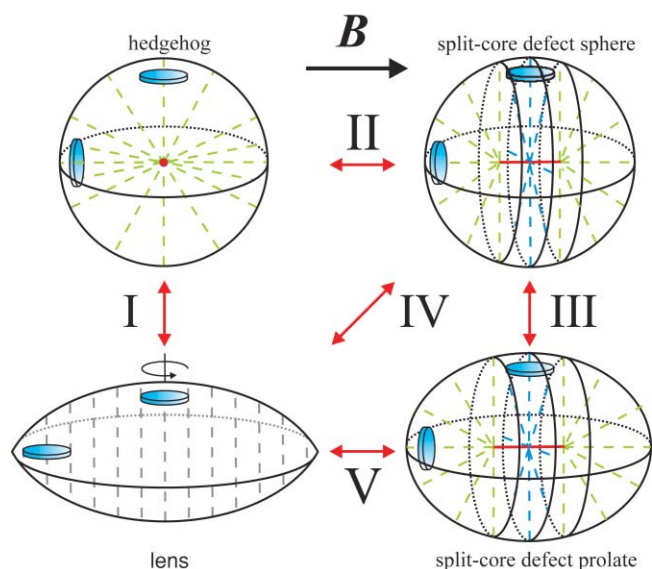 hedgehog
B
split-core defect sphere
II
I
IV
III
V
lens
split-core defect prolate